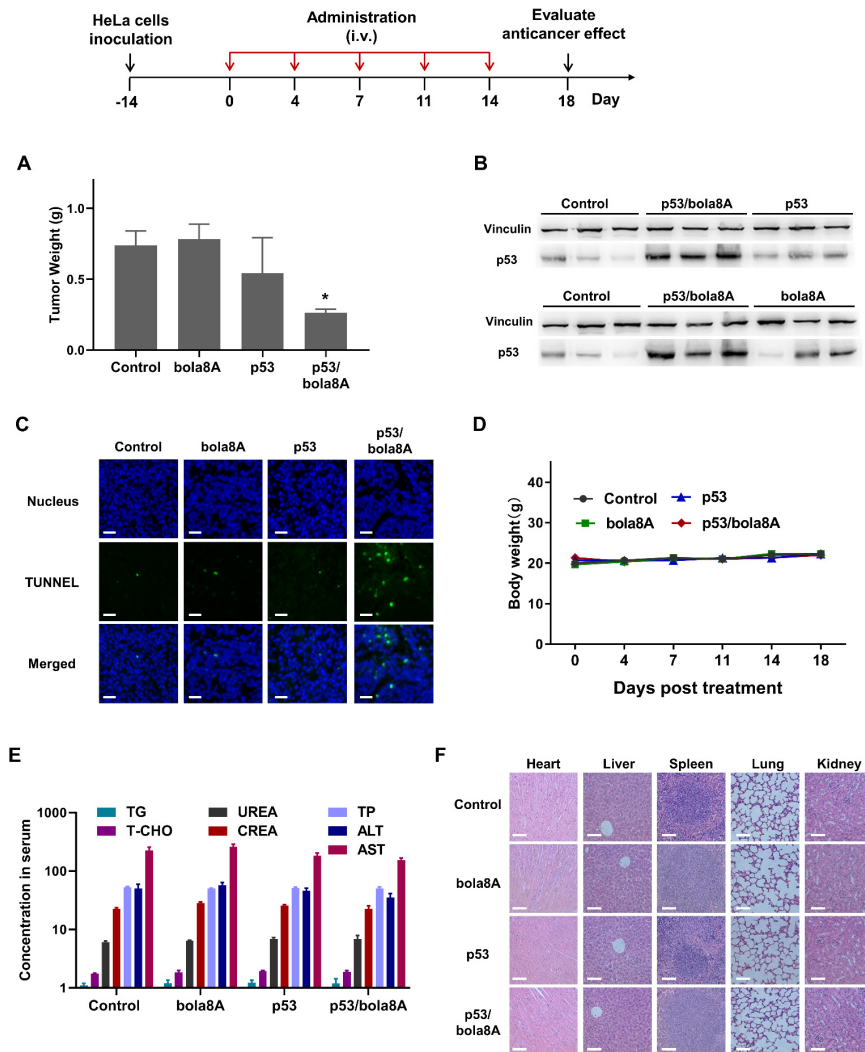 HeLa cells
inoculation
Administration
(i.v.)
Evaluate
anticancer effect
-14 0 4 7 11 14 18 Day
A
Tumor Weight (g)
1.0
0.5
0.0
Control bola8A p53 p53/
bola8A
*
B
Control p53/bola8A p53
Vinculin
p53
Control p53/bola8A bola8A
Vinculin
p53
C
Control bola8A p53 p53/
bola8A
Nucleus
TUNNEL
Merged
D
Body weight(g)
40
30
20
10
0
Control p53
bola8A p53/bola8A
0 4 7 11 14 18
Days post treatment
E
Concentration in serum
1000
100
10
1
TG UREA TP
T-CHO CREA ALT
AST
Control bola8A p53 p53/bola8A
F
Heart Liver Spleen Lung Kidney
Control
bola8A
p53
p53/
bola8A